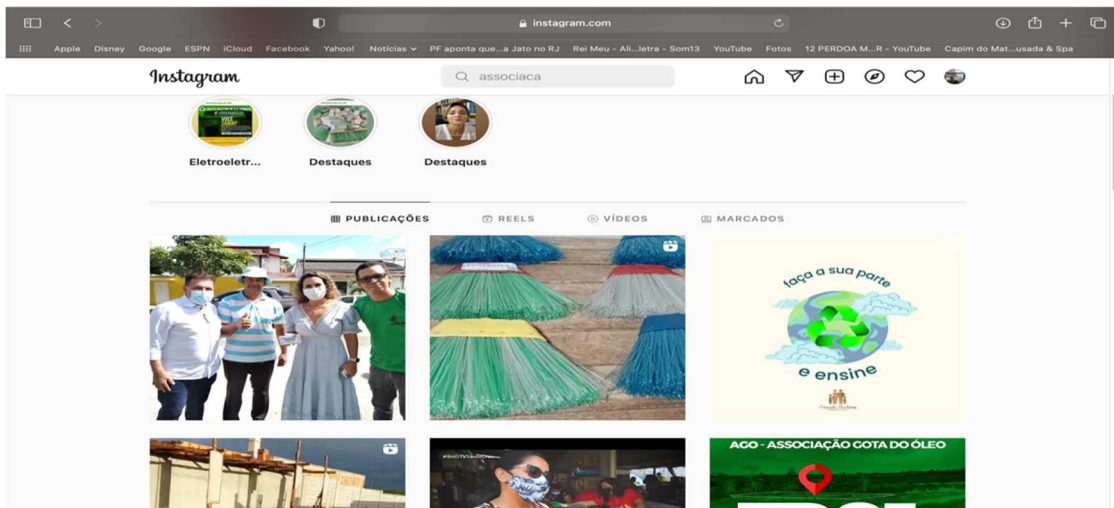 instagram.com
Apple Disney Google ESPN iCloud Facebook Yahoo! Notícias PF aponta que...a Jato no RJ Rei Meu - Ali...letra - Som13 YouTube Fotos 12 PERDOA M...R - YouTube Capim do Mat...usada & Spa
Instagram
associaca
Eletroeletr...
Destaques
Destaques
PUBLICAÇÕES
REELS
VÍDEOS
MARCADOS
faça a sua parte
e ensine
AGO - ASSOCIAÇÃO GOTA DO ÓLEO